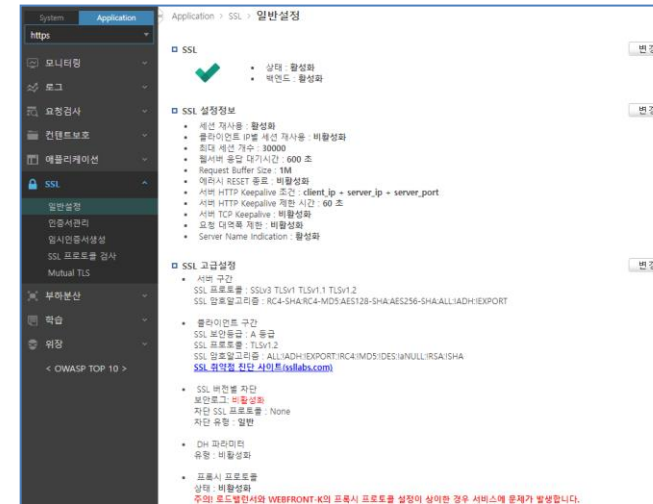 System Application
Application > SSL > 일반설정
https
모니터링
로그
요청검사
컨텐트보호
애플리케이션
SSL
일반설정
인증서관리
임시인증서생성
SSL 프로토콜 검사
Mutual TLS
부하분산
학습
위장
< OWASP TOP 10 >
SSL
변경
상태 : 활성화
백엔드 : 활성화
SSL 설정정보
변경
세션 재사용 : 활성화
클라이언트 IP별 세션 재사용 : 비활성화
최대 세션 개수 : 30000
웹서버 응답 대기시간 : 600 초
Request Buffer Size : 1M
에러시 RESET 종료 : 비활성화
서버 HTTP Keepalive 조건 : client_ip + server_ip + server_port
서버 HTTP Keepalive 제한 시간 : 60 초
서버 TCP Keepalive : 비활성화
요청 대역폭 제한 : 비활성화
Server Name Indication : 활성화
SSL 고급설정
변경
서버 구간
SSL 프로토콜 : SSLv3 TLSv1 TLSv1.1 TLSv1.2
SSL 암호알고리즘 : RC4-SHA:RC4-MD5:AES128-SHA:AES256-SHA:ALL:!ADH:!EXPORT
클라이언트 구간
SSL 보안등급 : A 등급
SSL 프로토콜 : TLSv1.2
SSL 암호알고리즘 : ALL:!ADH:!EXPORT:!RC4:!MD5:!DES:!aNULL:!RSA:!SHA
SSL 취약점 진단 사이트(ssllabs.com)
SSL 버전별 차단
보안로그: 비활성화
차단 SSL 프로토콜 : None
차단 유형 : 일반
DH 파라미터
유형 : 비활성화
프록시 프로토콜
상태 : 비활성화
주의! 로드밸런서와 WEBFRONT-K의 프록시 프로토콜 설정이 상이한 경우 서비스에 문제가 발생합니다.